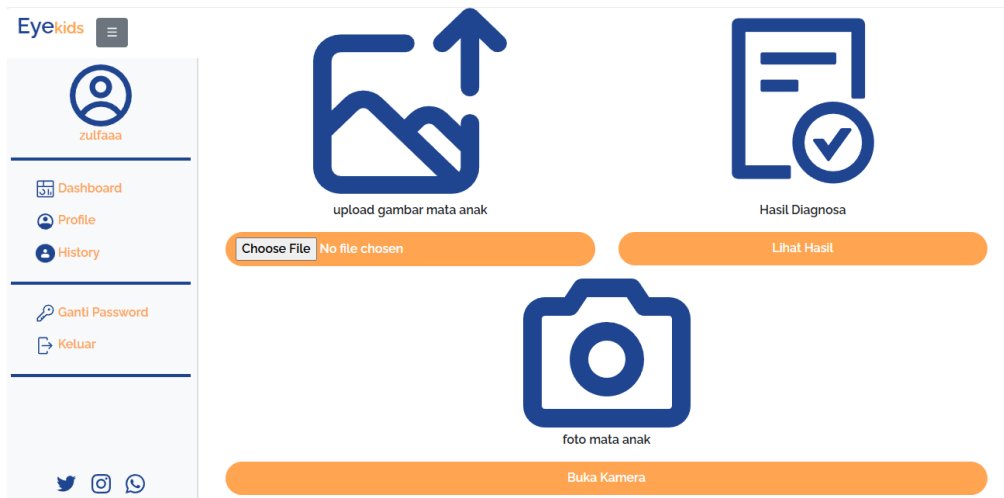 Eyekids
zulfaaa
Dashboard
Profile
History
Ganti Password
Keluar
upload gambar mata anak
Choose File No file chosen
Hasil Diagnosa
Lihat Hasil
foto mata anak
Buka Kamera